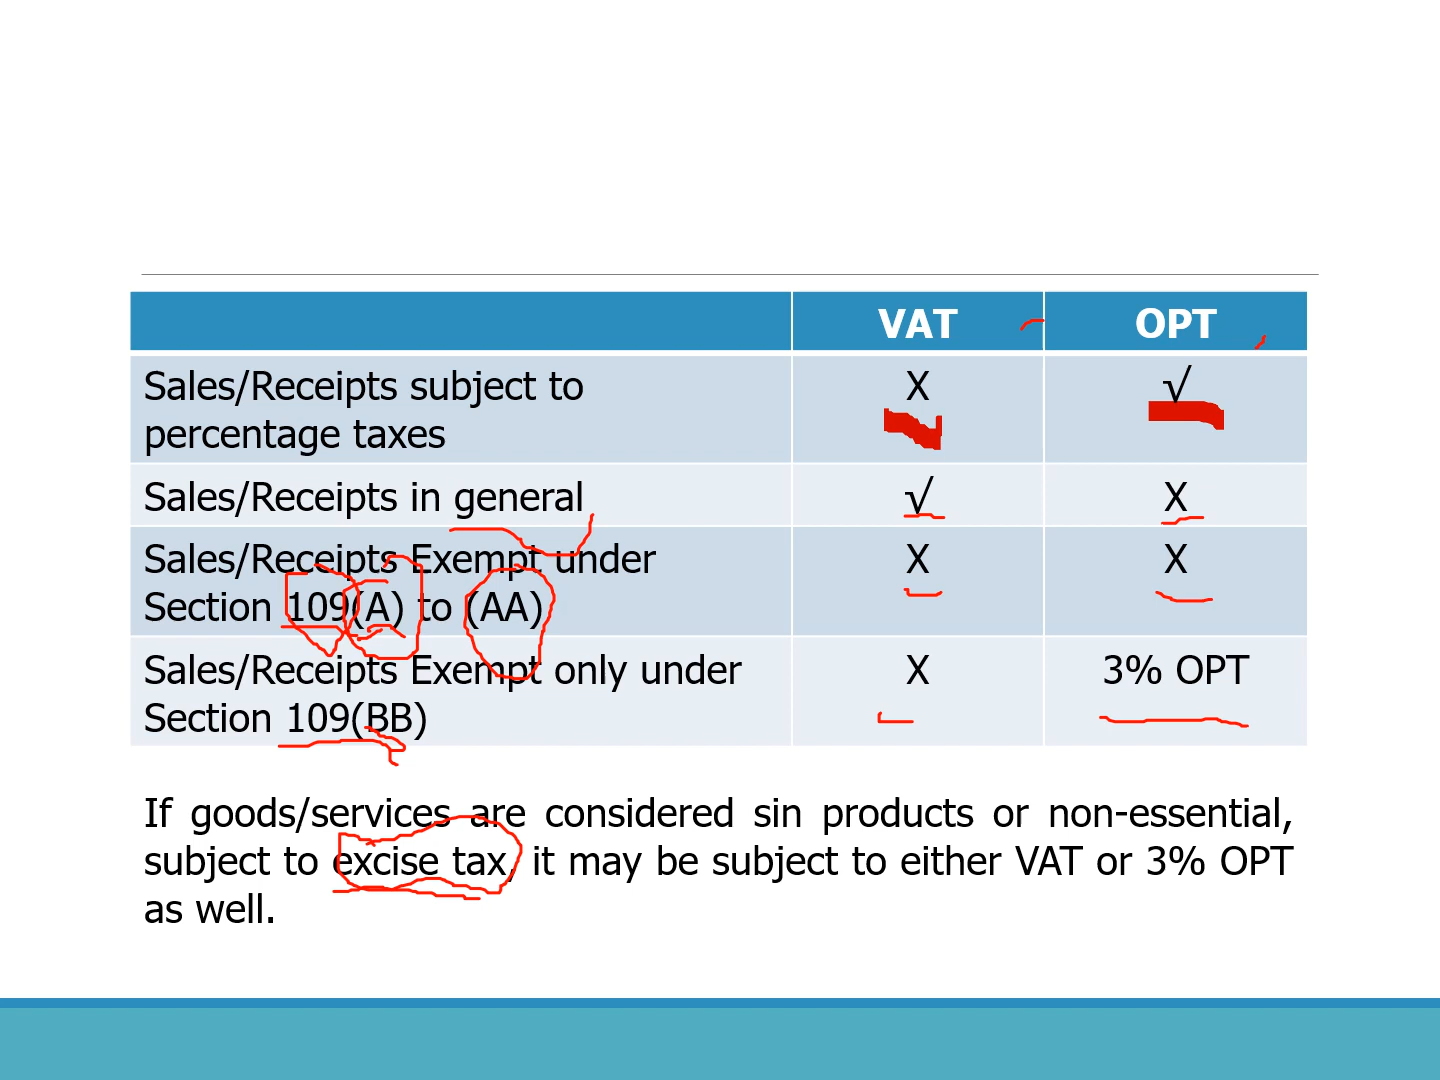 VAT OPT
Sales/Receipts subject to
percentage taxes
X √
Sales/Receipts in general √ X
Sales/Receipts Exempt under
Section 109(A) to (AA)
X X
Sales/Receipts Exempt only under
Section 109(BB)
X 3% OPT
If goods/services are considered sin products or non-essential,
subject to excise tax, it may be subject to either VAT or 3% OPT
as well.